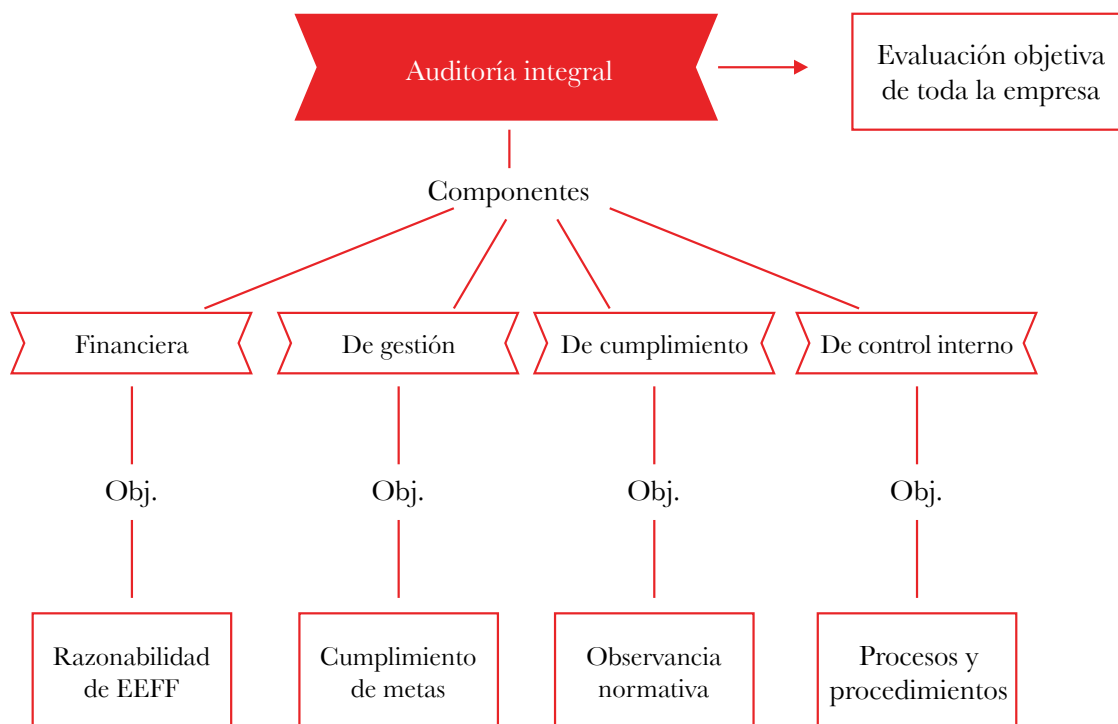 Auditoría integral
Evaluación objetiva
de toda la empresa
Componentes
Financiera
De gestión
De cumplimiento
De control interno
Obj.
Obj.
Obj.
Obj.
Razonabilidad
de EEFF
Cumplimiento
de metas
Observancia
normativa
Procesos y
procedimientos